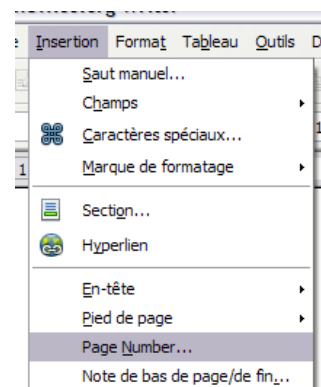 Insertion Format Tableau Outils
Saut manuel...
Champs
Caractères spéciaux...
Marque de formatage
1
Section...
Hyperlien
En-tête
Pied de page
Page Number...
Note de bas de page/de fin...